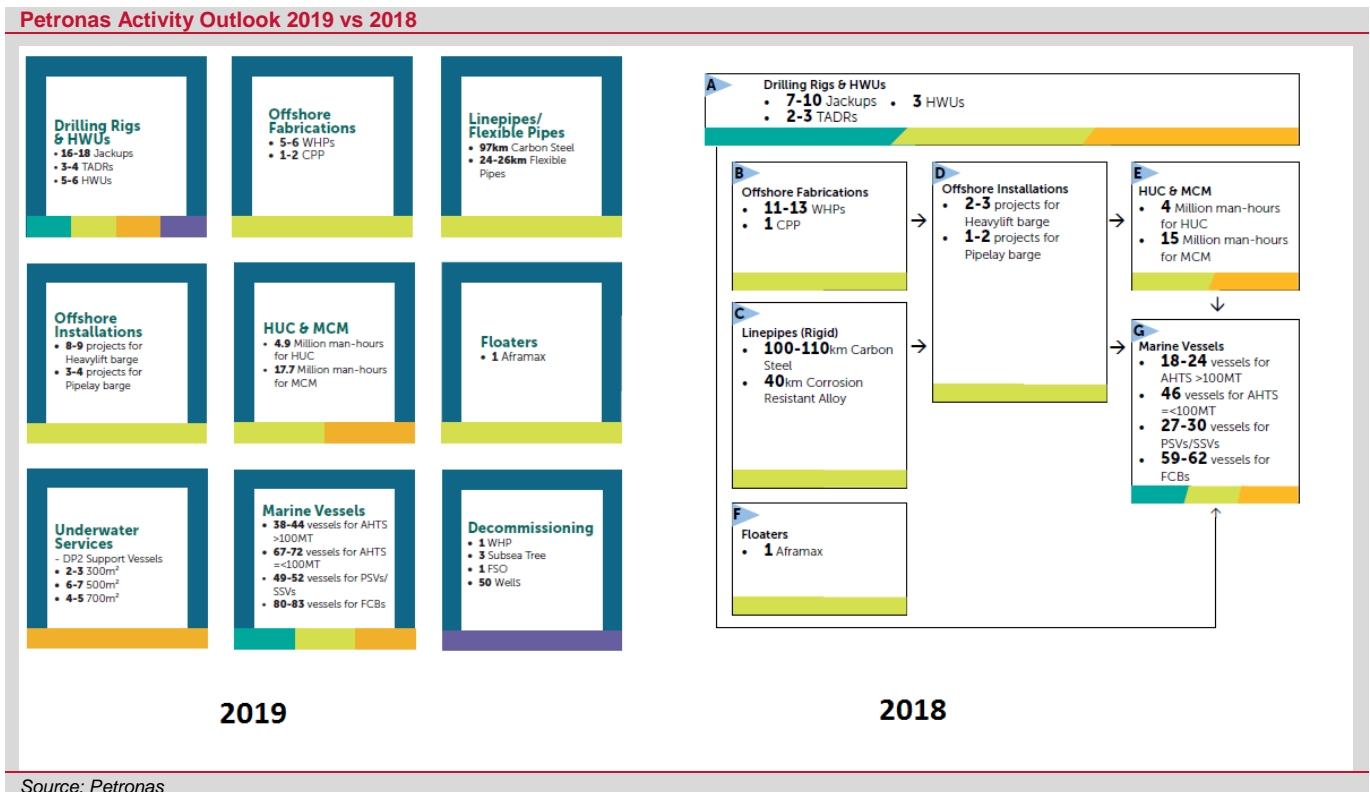 Petronas Activity Outlook 2019 vs 2018
Drilling Rigs
& HWUs
• 16-18 Jackups
• 3-4 TADRs
• 5-6 HWUs
Offshore
Fabrications
• 5-6 WHPs
• 1-2 CPP
Linepipes/
Flexible Pipes
• 97km Carbon Steel
• 24-26km Flexible
Pipes
Offshore
Installations
• 8-9 projects for
Heavylift barge
• 3-4 projects for
Pipelay barge
HUC & MCM
• 4.9 Million man-hours
for HUC
• 17.7 Million man-hours
for MCM
Floaters
• 1 Aframax
Underwater
Services
- DP2 Support Vessels
• 2-3 300m²
• 6-7 500m²
• 4-5 700m²
Marine Vessels
• 38-44 vessels for AHTS
>100MT
• 67-72 vessels for AHTS
=<100MT
• 49-52 vessels for PSVs/
SSVs
• 80-83 vessels for FCBs
Decommissioning
• 1 WHP
• 3 Subsea Tree
• 1 FSO
• 50 Wells
2019
A
Drilling Rigs & HWUs
• 7-10 Jackups • 3 HWUs
• 2-3 TADRs
B
Offshore Fabrications
• 11-13 WHPs
• 1 CPP
C
Linepipes (Rigid)
• 100-110km Carbon
Steel
• 40km Corrosion
Resistant Alloy
D
Offshore Installations
• 2-3 projects for
Heavylift barge
• 1-2 projects for
Pipelay barge
E
HUC & MCM
• 4 Million man-hours
for HUC
• 15 Million man-hours
for MCM
F
Floaters
• 1 Aframax
G
Marine Vessels
• 18-24 vessels for
AHTS >100MT
• 46 vessels for AHTS
=<100MT
• 27-30 vessels for
PSVs/SSVs
• 59-62 vessels for
FCBs
2018
Source: Petronas